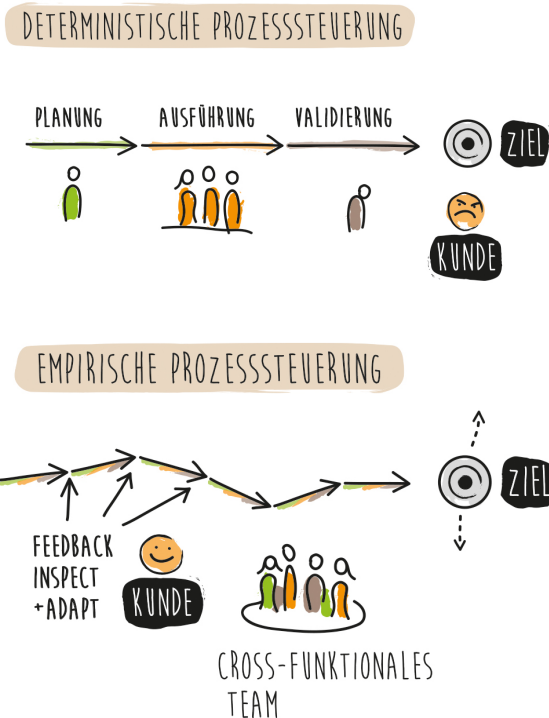 DETERMINISTISCHE PROZESSSTEUERUNG
PLANUNG
AUSFÜHRUNG
VALIDIERUNG
ZIEL
KUNDE
EMPIRISCHE PROZESSSTEUERUNG
ZIEL
FEEDBACK
INSPECT
+ADAPT
KUNDE
CROSS-FUNKTIONALES
TEAM